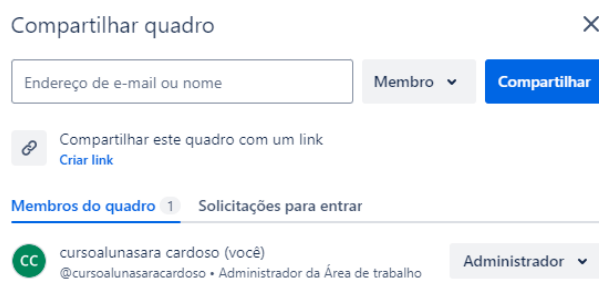 Compartilhar quadro
Endereço de e-mail ou nome
Membro
Compartilhar
Compartilhar este quadro com um link
Criar link
Membros do quadro 1 Solicitações para entrar
CC
cursoalunasara cardoso (você)
@cursoalunasaracardoso • Administrador da Área de trabalho
Administrador